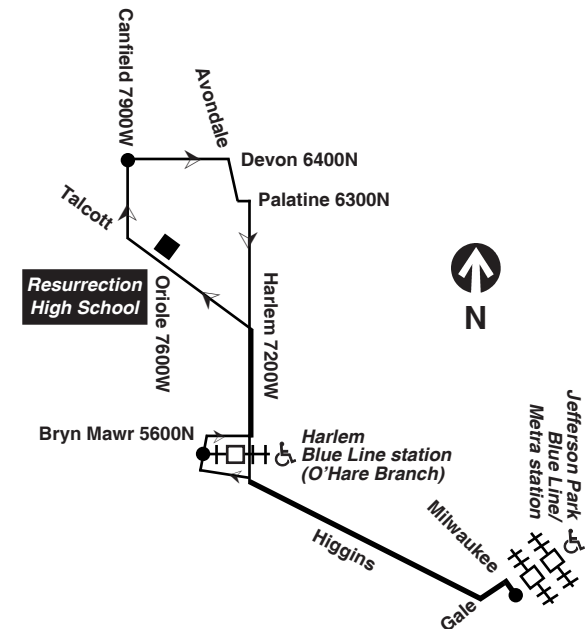 Canfield 7900W
Avondale
Devon 6400N
Palatine 6300N
Talcott
Resurrection
High School
Oriole 7600W
Harlem 7200W
N
Bryn Mawr 5600N
Harlem
Blue Line station
(O'Hare Branch)
Jefferson Park
Blue Line/
Metra station
Milwaukee
Higgins
Gale